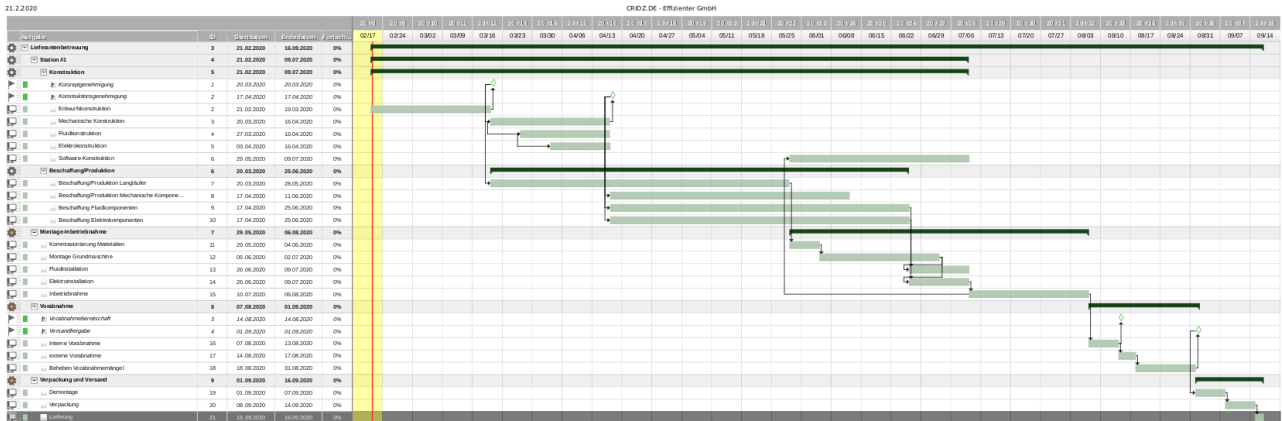 21.2.2020 CRIDZ.DE - Effizienter GmbH
Aufgabe ID Startdatum Endedatum Fortsch... 02/17 02/24 03/02 03/09 03/16 03/23 03/30 04/06 04/13 04/20 04/27 05/04 05/11 05/18 05/25 06/01 06/08 06/15 06/22 06/29 07/06 07/13 07/20 07/27 08/03 08/10 08/17 08/24 08/31 09/07 09/14
Lieferantenbetreuung 3 21.02.2020 16.09.2020 0%
Station #1 4 21.02.2020 09.07.2020 0%
Konstruktion 5 21.02.2020 09.07.2020 0%
Konzeptgenehmigung 1 20.03.2020 20.03.2020 0%
Konstruktionsgenehmigung 2 17.04.2020 17.04.2020 0%
Entwurfskonstruktion 2 21.02.2020 19.03.2020 0%
Mechanische Konstruktion 3 20.03.2020 16.04.2020 0%
Fluidkonstruktion 4 27.03.2020 16.04.2020 0%
Elektrokonstruktion 5 03.04.2020 16.04.2020 0%
Software-Konstruktion 6 29.05.2020 09.07.2020 0%
Beschaffung/Produktion 6 20.03.2020 25.06.2020 0%
Beschaffung/Produktion Langläufer 7 20.03.2020 28.05.2020 0%
Beschaffung/Produktion Mechanische Kompone... 8 17.04.2020 11.06.2020 0%
Beschaffung Fluidkomponenten 9 17.04.2020 25.06.2020 0%
Beschaffung Elektrokomponenten 10 17.04.2020 25.06.2020 0%
Montage-Inbetriebnahme 7 29.05.2020 06.08.2020 0%
Kommissionierung Materialien 11 29.05.2020 04.06.2020 0%
Montage Grundmaschine 12 05.06.2020 02.07.2020 0%
Fluidinstallation 13 26.06.2020 09.07.2020 0%
Elektroinstallation 14 26.06.2020 09.07.2020 0%
Inbetriebnahme 15 10.07.2020 06.08.2020 0%
Vorabnahme 8 07.08.2020 01.09.2020 0%
Vorabnahmebereitschaft 3 14.08.2020 14.08.2020 0%
Versandfreigabe 4 01.09.2020 01.09.2020 0%
Interne Vorabnahme 16 07.08.2020 13.08.2020 0%
externe Vorabnahme 17 14.08.2020 17.08.2020 0%
Beheben Vorabnahmemängel 18 18.08.2020 31.08.2020 0%
Verpackung und Versand 9 01.09.2020 16.09.2020 0%
Demontage 19 01.09.2020 07.09.2020 0%
Verpackung 20 08.09.2020 14.09.2020 0%
Lieferung 21 15.09.2020 16.09.2020 0%